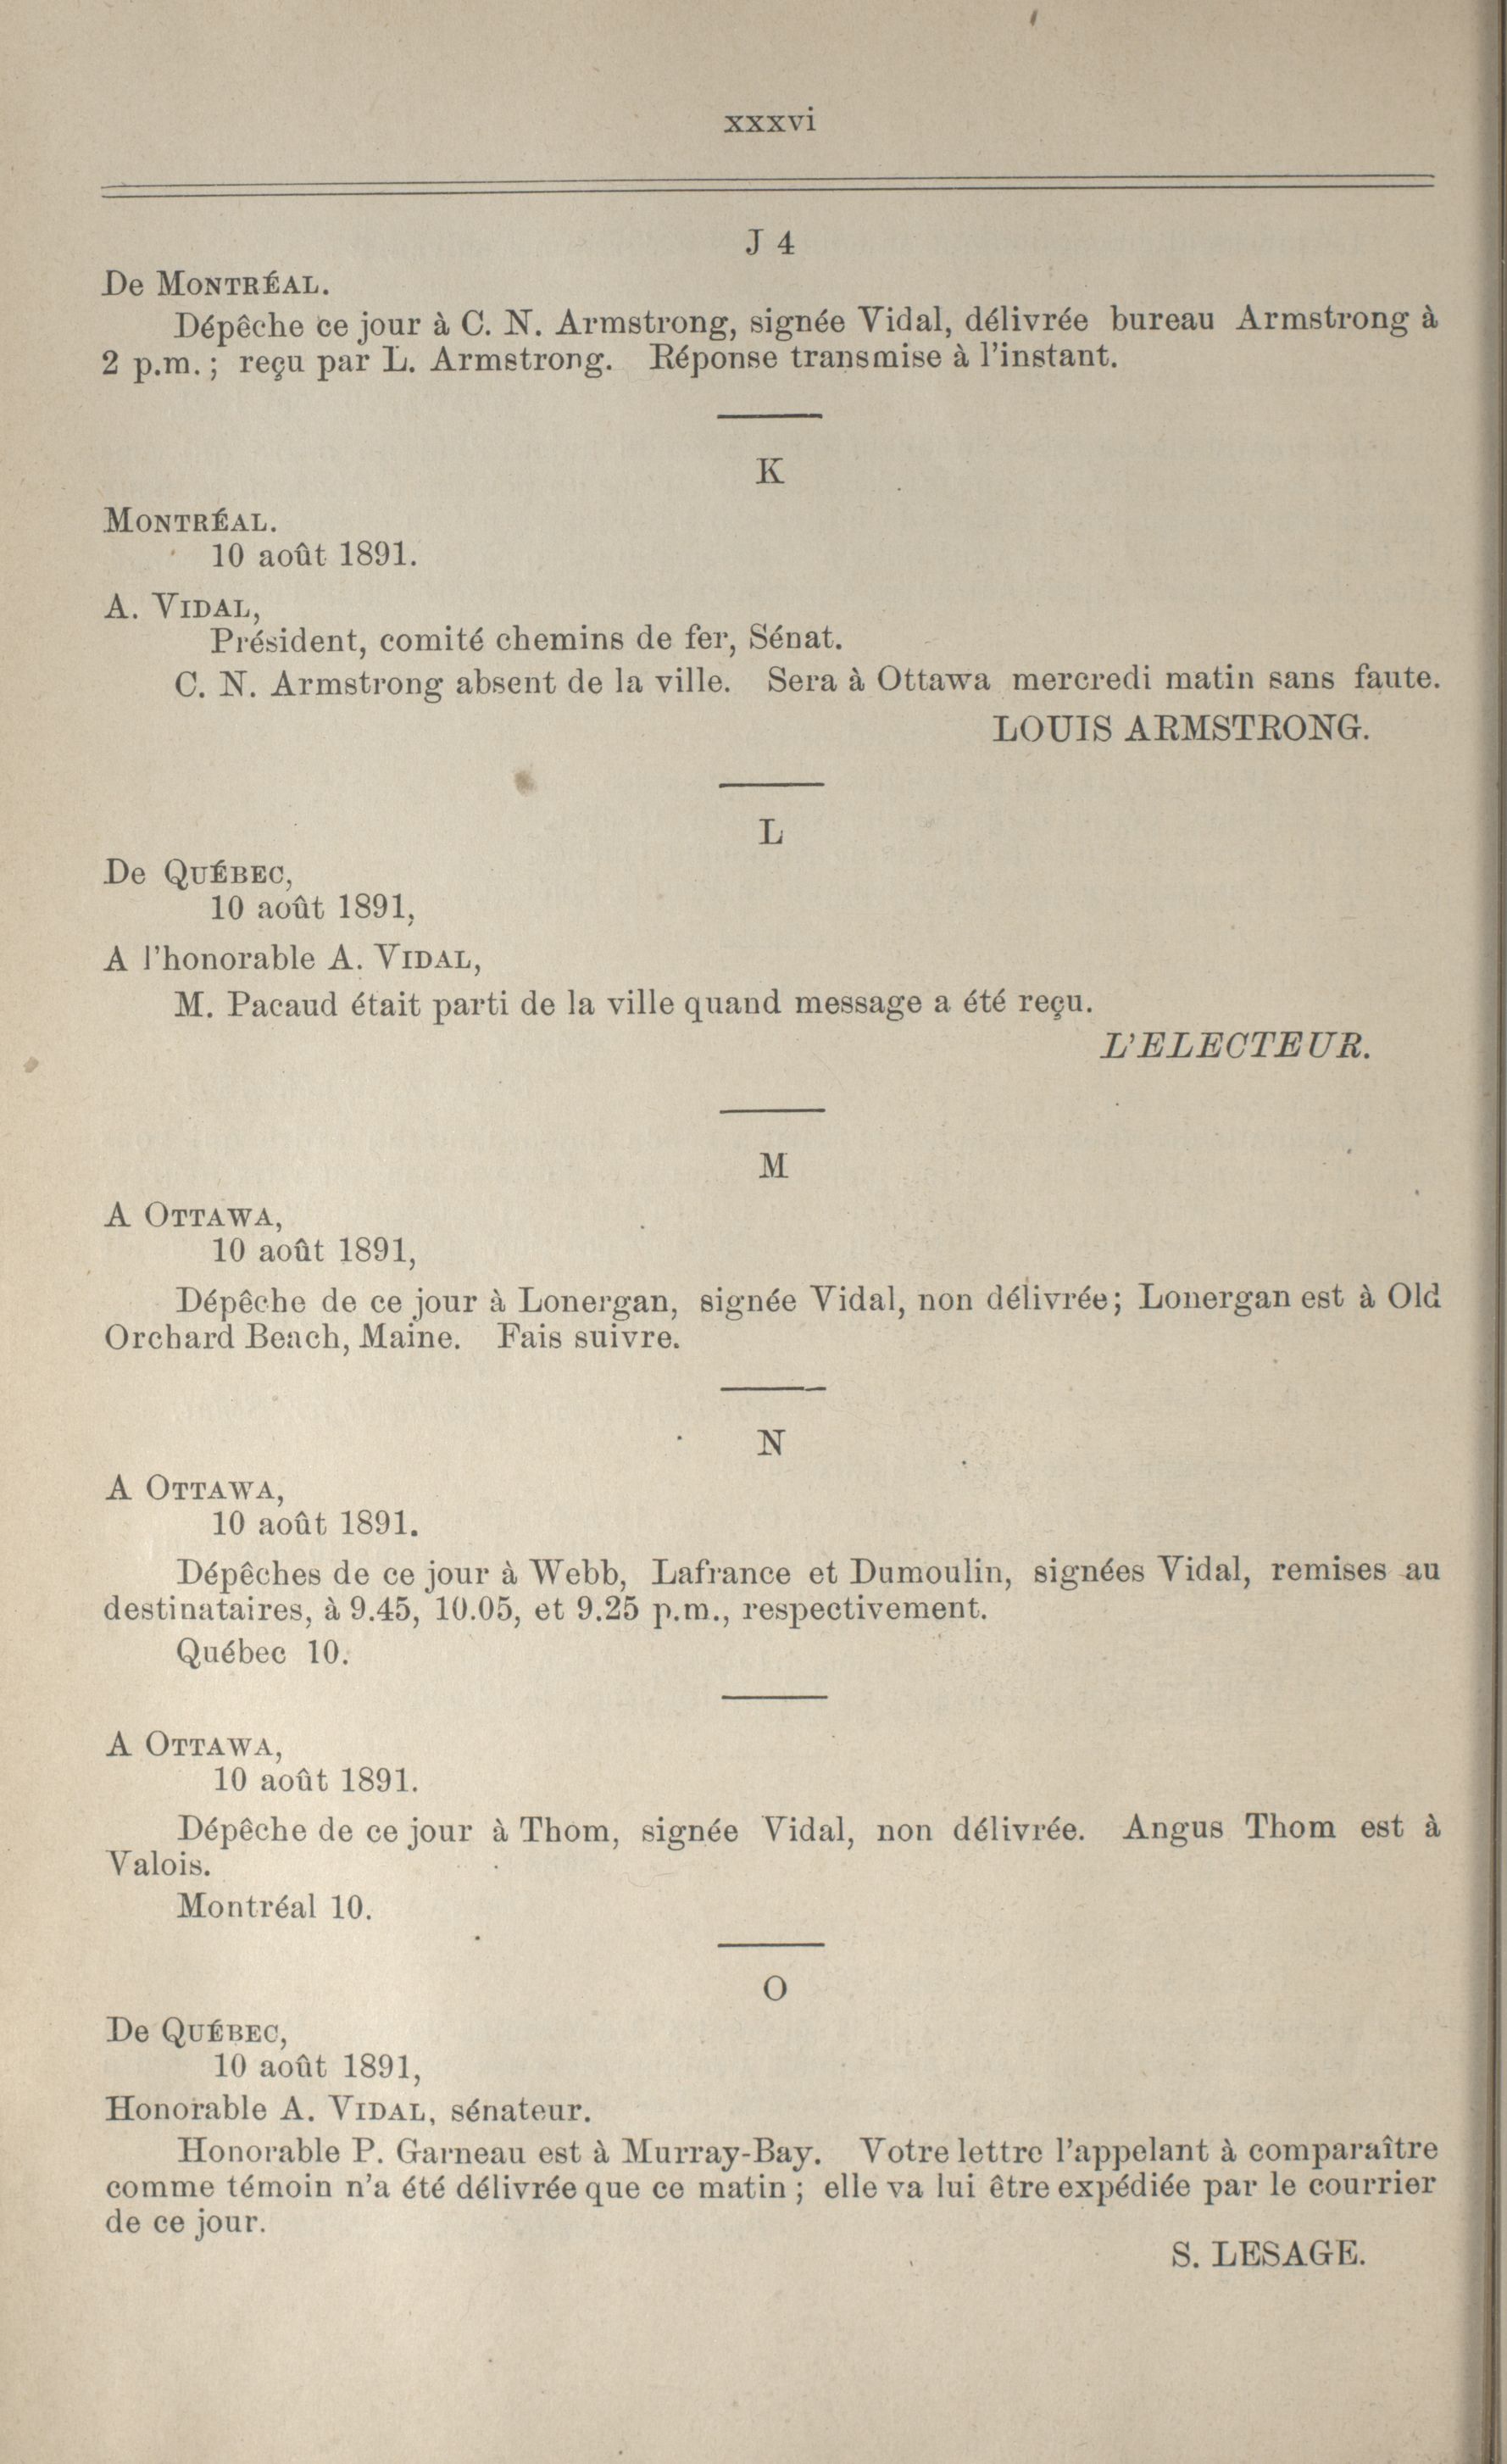 xxxvi
J 4
De Montréal.
Dépêche ce jour à C. N. Armstrong, signée Vidal, délivrée bureau Armstrong à
2 p.m. ; reçu par L. Armstrong. Réponse transmise à l'instant.
K
Montréal.
10 août 1891.
A. Vidal,
Président, comité chemins de fer, Sénat.
C. N. Armstrong absent de la ville. Sera à Ottawa mercredi matin sans faute.
LOUIS ARMSTRONG.
L
De Québec,
10 août 1891,
A l'honorable A. Vidal,
M. Pacaud était parti de la ville quand message a été reçu.
L'ELECTEUR.
M
A Ottawa,
10 août 1891,
Dépêche de ce jour à Lonergan, signée Vidal, non délivrée; Lonergan est à Old
Orchard Beach, Maine. Fais suivre.
N
A Ottawa,
10 août 1891.
Dépêches de ce jour à Webb, Lafrance et Dumoulin, signées Vidal, remises au
destinataires, à 9.45, 10.05, et 9.25 p.m., respectivement.
Québec 10.
A Ottawa,
10 août 1891.
Dépêche de ce jour à Thom, signée Vidal, non délivrée. Angus Thom est à
Valois.
Montréal 10.
O
De Québec,
10 août 1891,
Honorable A. Vidal, sénateur.
Honorable P. Garneau est à Murray-Bay. Votre lettre l'appelant à comparaître
comme témoin n'a été délivrée que ce matin ; elle va lui être expédiée par le courrier
de ce jour.
S. LESAGE.